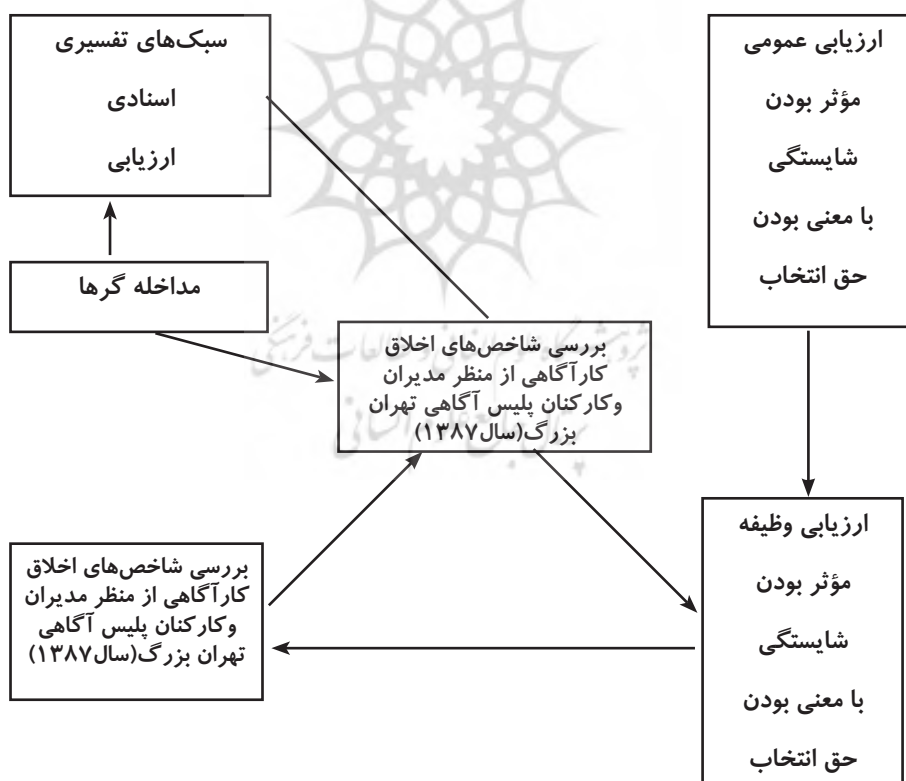 ارزیابی عمومی
مؤثر بودن
شایستگی
با معنی بودن
حق انتخاب
سبک‌های تفسیری
اسنادی
ارزیابی
مداخله گرها
بررسی شاخص‌های اخلاق
کارآگاهی از منظر مدیران
وکارکنان پلیس آگاهی تهران
بزرگ(سال۱۳۸۷)
ارزیابی وظیفه
مؤثر بودن
شایستگی
با معنی بودن
حق انتخاب
بررسی شاخص‌های اخلاق
کارآگاهی از منظر مدیران
وکارکنان پلیس آگاهی
تهران بزرگ(سال۱۳۸۷)